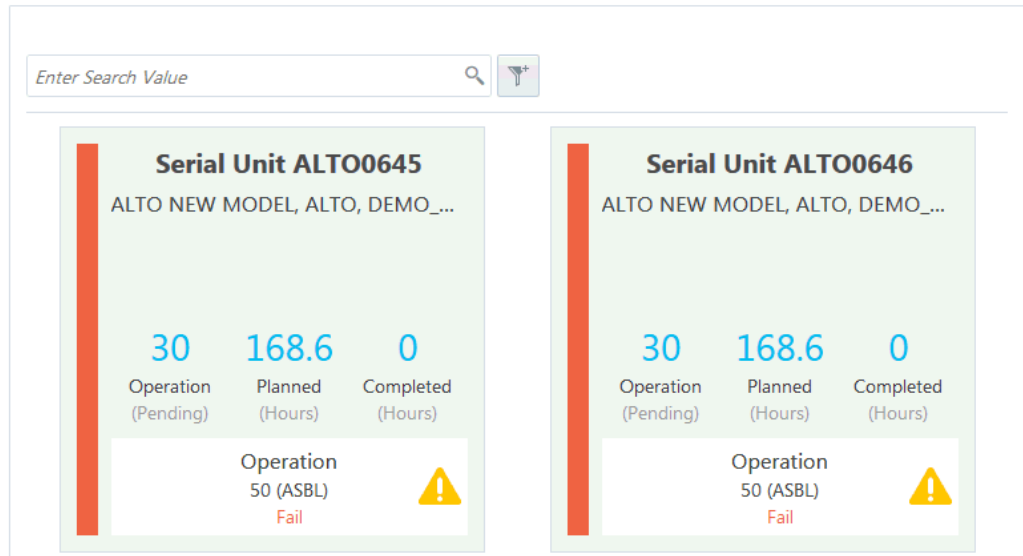 Enter Search Value
Serial Unit ALTO0645
ALTO NEW MODEL, ALTO, DEMO_...
30 168.6 0
Operation Planned Completed
(Pending) (Hours) (Hours)
Operation
50 (ASBL)
Fail
Serial Unit ALTO0646
ALTO NEW MODEL, ALTO, DEMO_...
30 168.6 0
Operation Planned Completed
(Pending) (Hours) (Hours)
Operation
50 (ASBL)
Fail